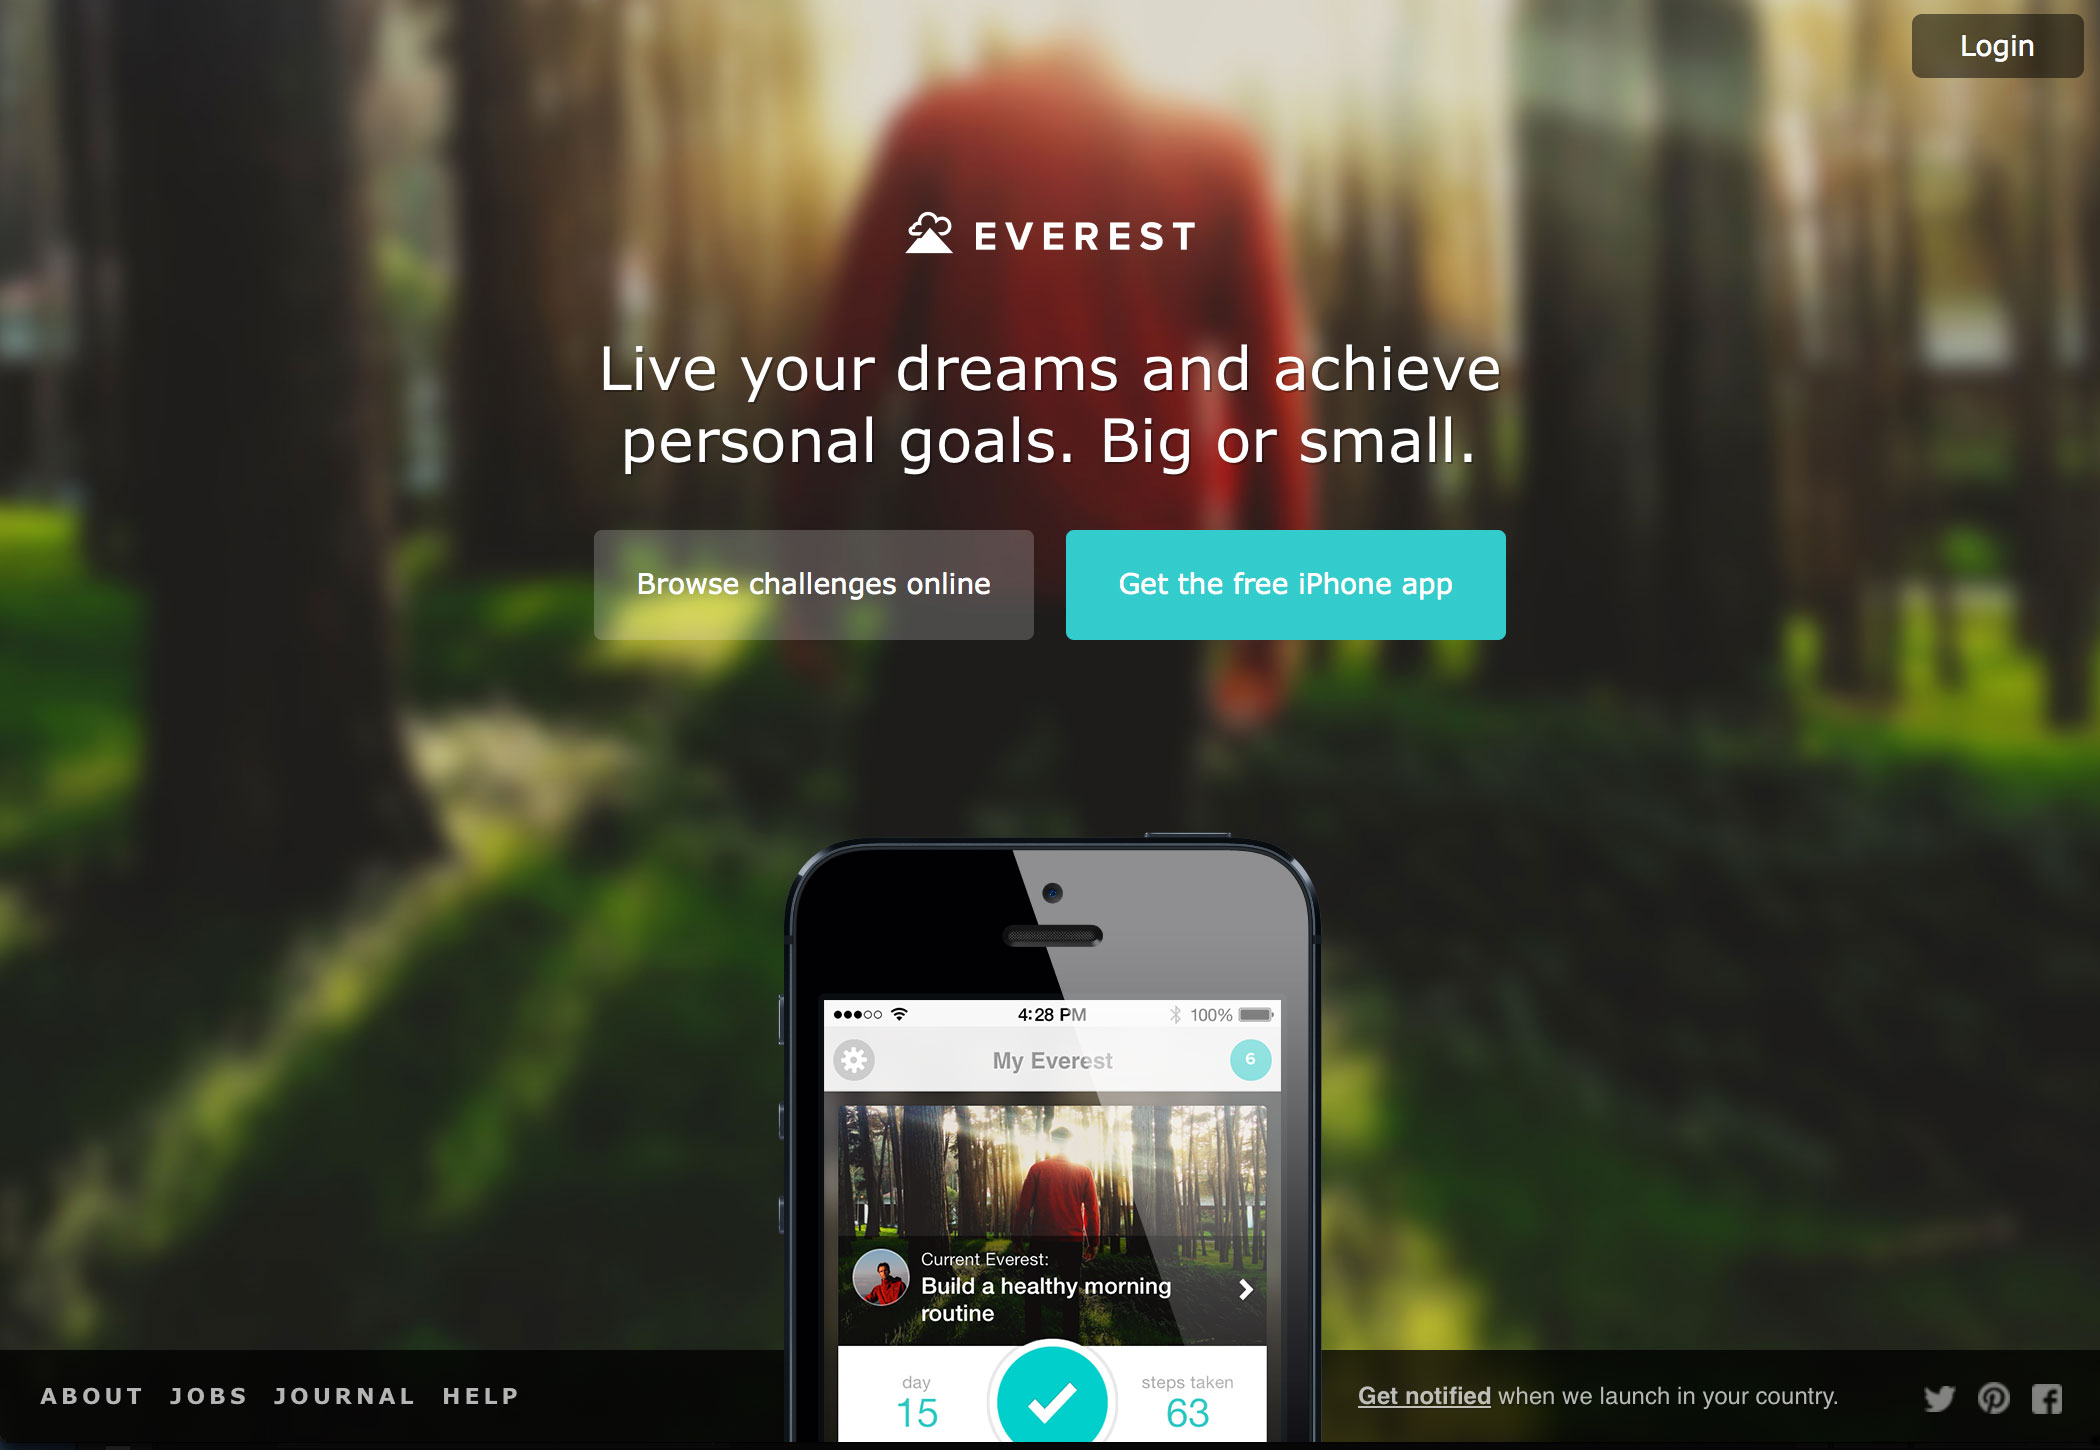 Login
EVEREST
Live your dreams and achieve
personal goals. Big or small.
Browse challenges online
Get the free iPhone app
4:28 PM
100%
My Everest
6
Current Everest:
Build a healthy morning
routine
day
15
steps taken
63
ABOUT JOBS JOURNAL HELP
Get notified when we launch in your country.